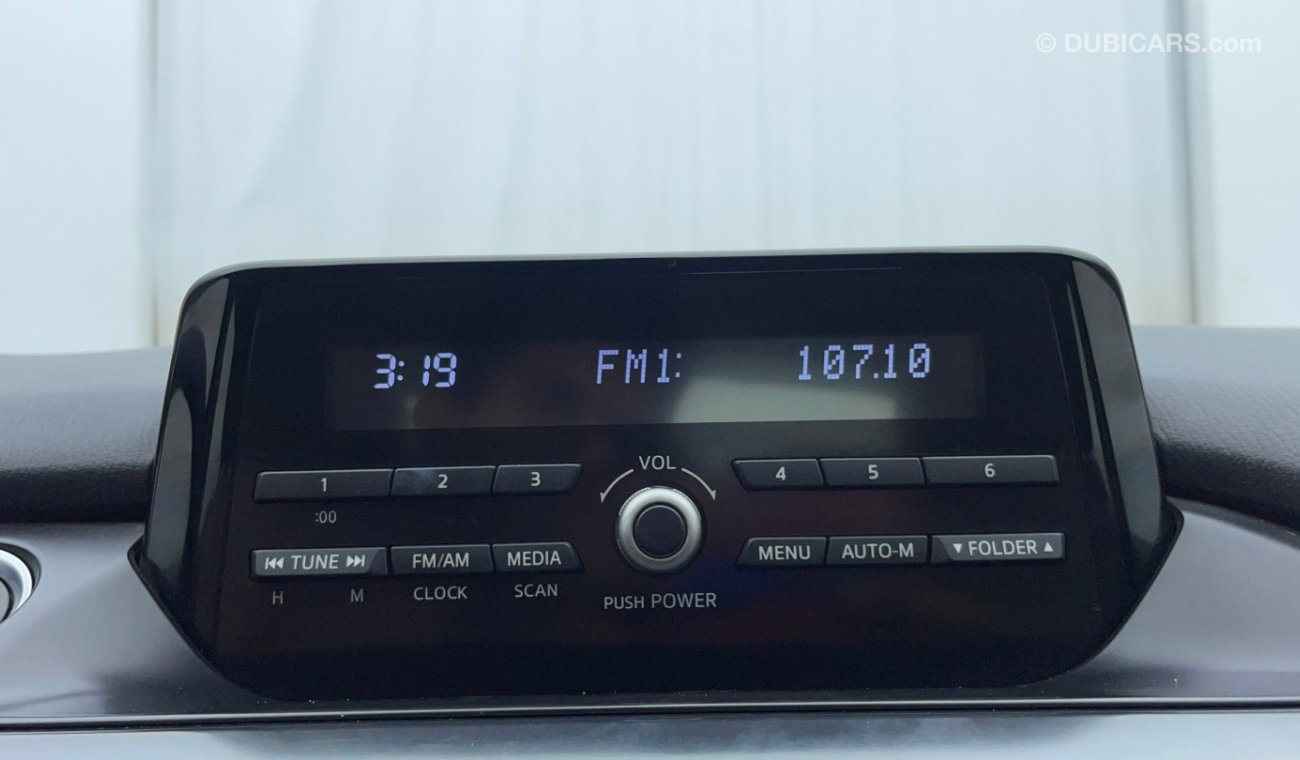 © DUBICARS.com
3:19 FM1: 107.10
VOL
1 2 3 4 5 6
:00
⏮ TUNE ⏭ FM/AM MEDIA MENU AUTO-M ▼ FOLDER ▲
H M CLOCK SCAN
PUSH POWER